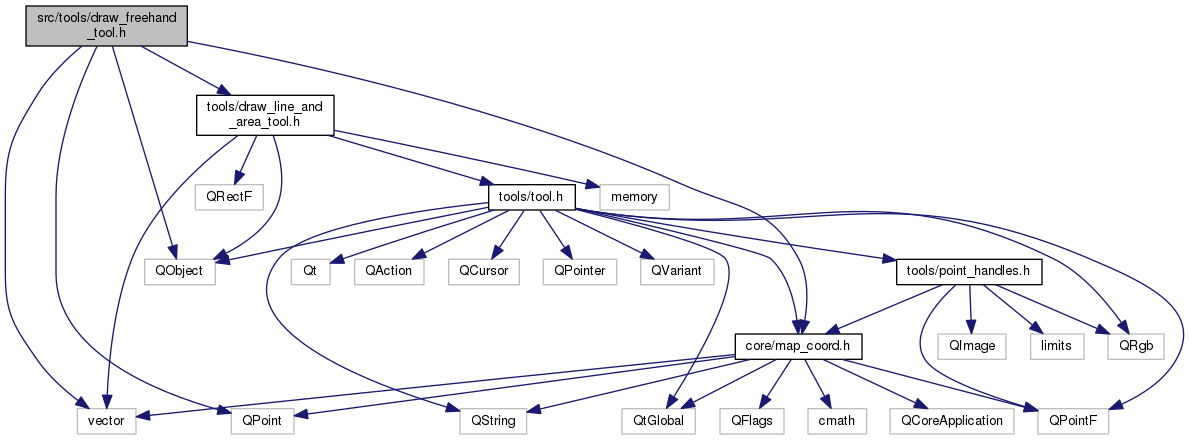 src/tools/draw_freehand
_tool.h
tools/draw_line_and
_area_tool.h
QRectF
tools/tool.h
memory
QObject
Qt
QAction
QCursor
QPointer
QVariant
tools/point_handles.h
core/map_coord.h
QImage
limits
QRgb
vector
QPoint
QString
QtGlobal
QFlags
cmath
QCoreApplication
QPointF